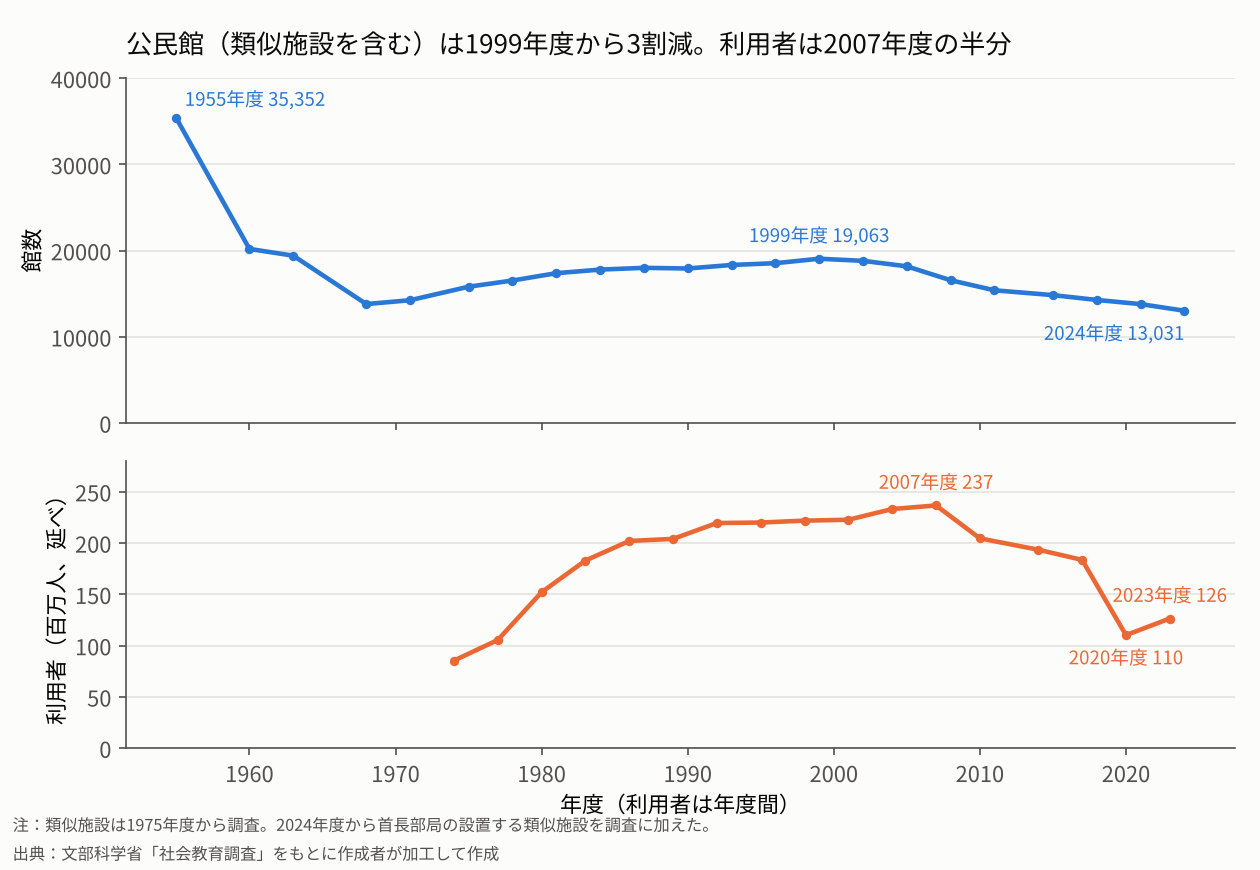 公民館（類似施設を含む）は1999年度から3割減。利用者は2007年度の半分
館数
40000
30000
20000
10000
0
1955年度 35,352
1999年度 19,063
2024年度 13,031
利用者（百万人、延べ）
250
200
150
100
50
0
2007年度 237
2023年度 126
2020年度 110
1960
1970
1980
1990
2000
2010
2020
年度（利用者は年度間）
注：類似施設は1975年度から調査。2024年度から首長部局の設置する類似施設を調査に加えた。
出典：文部科学省「社会教育調査」をもとに作成者が加工して作成